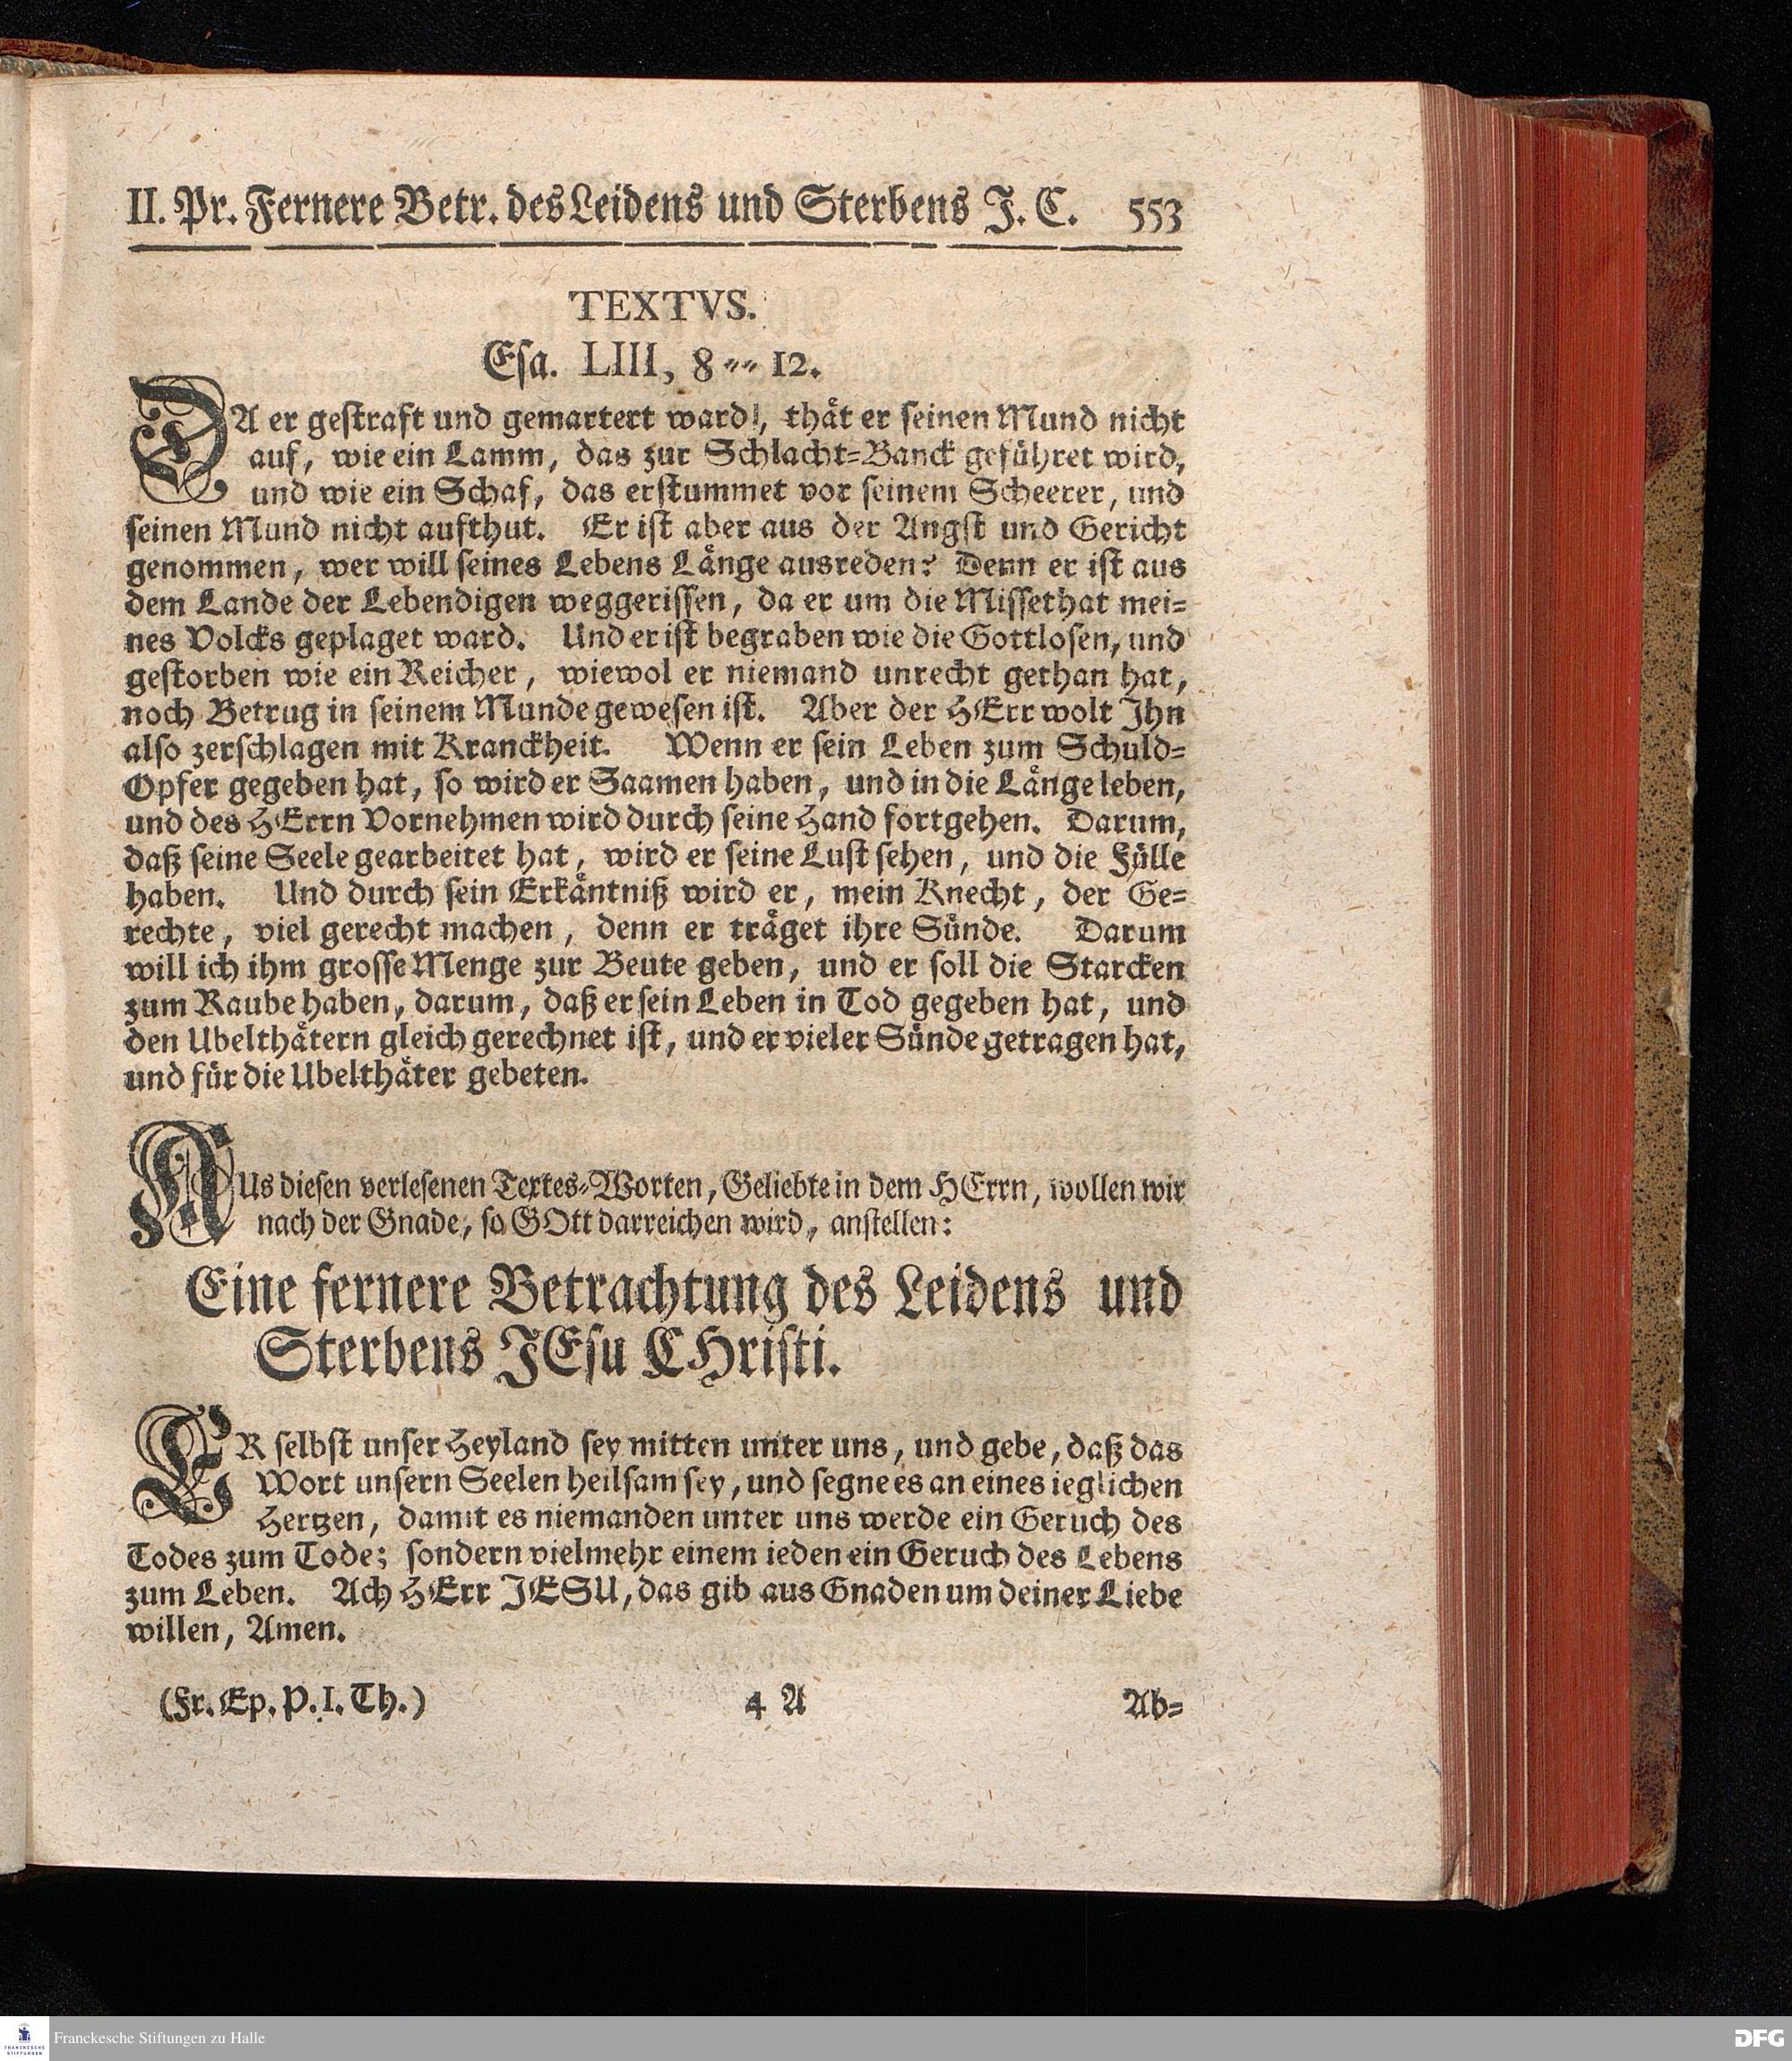 II. Pr. Fernere Betr. des Leidens und Sterbens J. C. 553
TEXTVS.
Esa. LIII, 8-- 12.
DA er gestraft und gemartert ward, thät er seinen Mund nicht
auf, wie ein Lamm, das zur Schlacht-Banck geführet wird,
und wie ein Schaf, das erstummet vor seinem Scheerer, und
seinen Mund nicht aufthut. Er ist aber aus der Angst und Gericht
genommen, wer will seines Lebens Länge ausreden? Denn er ist aus
dem Lande der Lebendigen weggerissen, da er um die Missethat mei-
nes Volcks geplaget ward. Und er ist begraben wie die Gottlosen, und
gestorben wie ein Reicher, wiewol er niemand unrecht gethan hat,
noch Betrug in seinem Munde gewesen ist. Aber der HErr wolt Ihn
also zerschlagen mit Kranckheit. Wenn er sein Leben zum Schuld-
Opfer gegeben hat, so wird er Saamen haben, und in die Länge leben,
und des HErrn Vornehmen wird durch seine Hand fortgehen. Darum,
daß seine Seele gearbeitet hat, wird er seine Lust sehen, und die Fülle
haben. Und durch sein Erkäntniß wird er, mein Knecht, der Ge-
rechte, viel gerecht machen, denn er träget ihre Sünde. Darum
will ich ihm grosse Menge zur Beute geben, und er soll die Starcken
zum Raube haben, darum, daß er sein Leben in Tod gegeben hat, und
den Ubelthätern gleich gerechnet ist, und er vieler Sünde getragen hat,
und für die Ubelthäter gebeten.
AUs diesen verlesenen Textes-Worten, Geliebte in dem HErrn, wollen wir
nach der Gnade, so GOtt darreichen wird, anstellen:
Eine fernere Betrachtung des Leidens und
Sterbens JEsu CHristi.
ER selbst unser Heyland sey mitten unter uns, und gebe, daß das
Wort unsern Seelen heilsam sey, und segne es an eines ieglichen
Hertzen, damit es niemanden unter uns werde ein Geruch des
Todes zum Tode; sondern vielmehr einem ieden ein Geruch des Lebens
zum Leben. Ach HErr JESU, das gib aus Gnaden um deiner Liebe
willen, Amen.
(Fr. Ep. P. I. Th.) 4 A Ab-
Franckesche Stiftungen zu Halle
FRANCKESCHE STIFTUNGEN
DFG